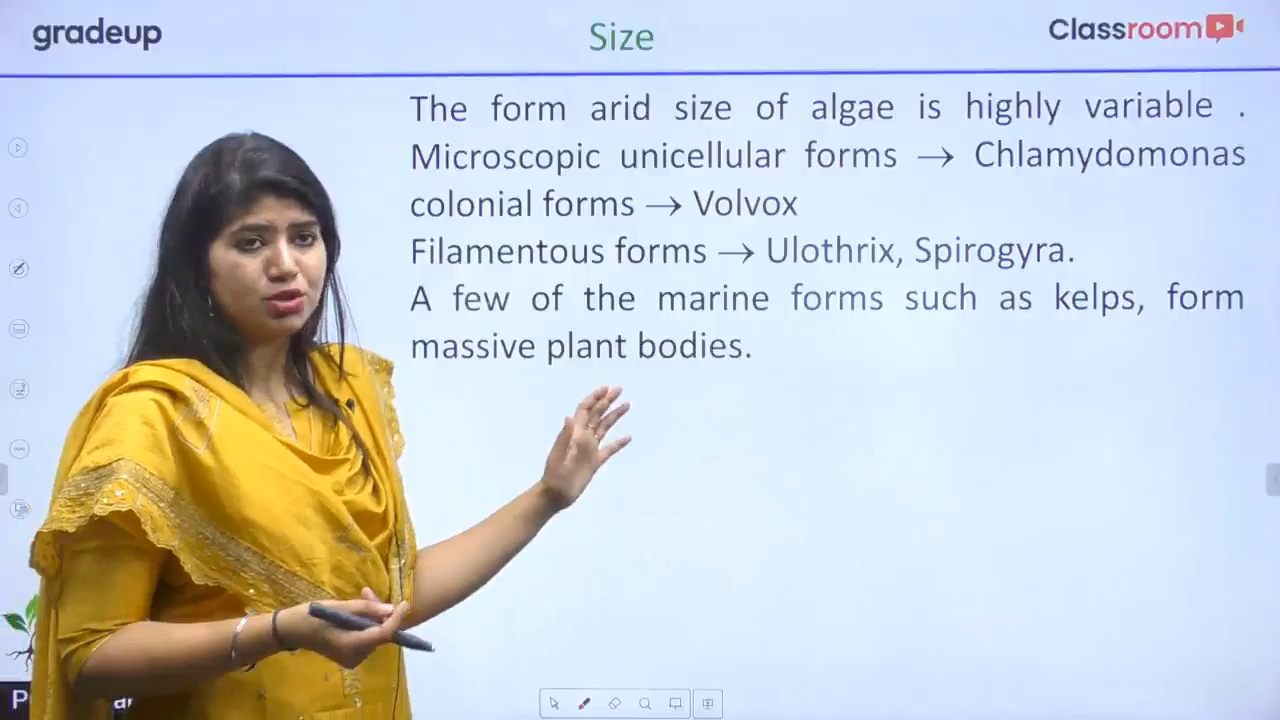 gradeup
Size
Classroom
The form arid size of algae is highly variable .
Microscopic unicellular forms → Chlamydomonas
colonial forms → Volvox
Filamentous forms → Ulothrix, Spirogyra.
A few of the marine forms such as kelps, form
massive plant bodies.